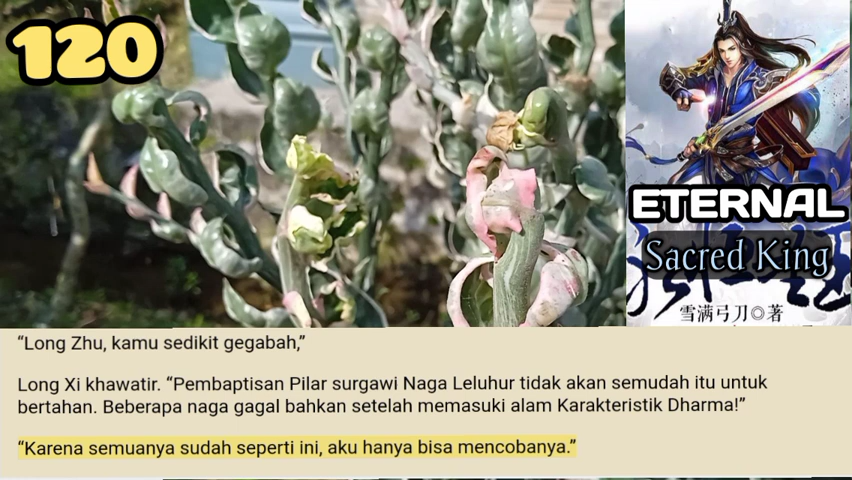 120
ETERNAL
Sacred King
雪满弓刀◎著
“Long Zhu, kamu sedikit gegabah,”
Long Xi khawatir. “Pembaptisan Pilar surgawi Naga Leluhur tidak akan semudah itu untuk
bertahan. Beberapa naga gagal bahkan setelah memasuki alam Karakteristik Dharma!”
“Karena semuanya sudah seperti ini, aku hanya bisa mencobanya.”